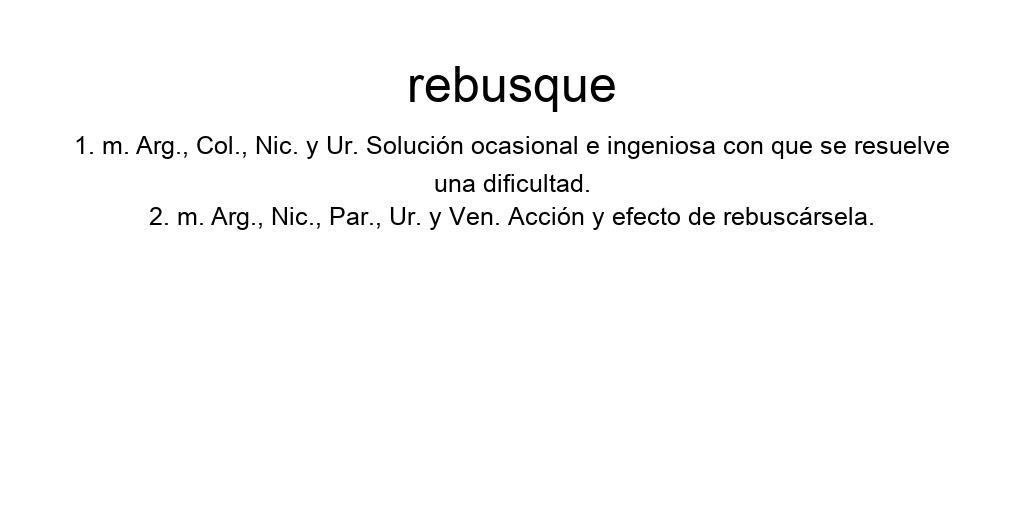 rebusque
1. m. Arg., Col., Nic. y Ur. Solución ocasional e ingeniosa con que se resuelve
una dificultad.
2. m. Arg., Nic., Par., Ur. y Ven. Acción y efecto de rebuscársela.